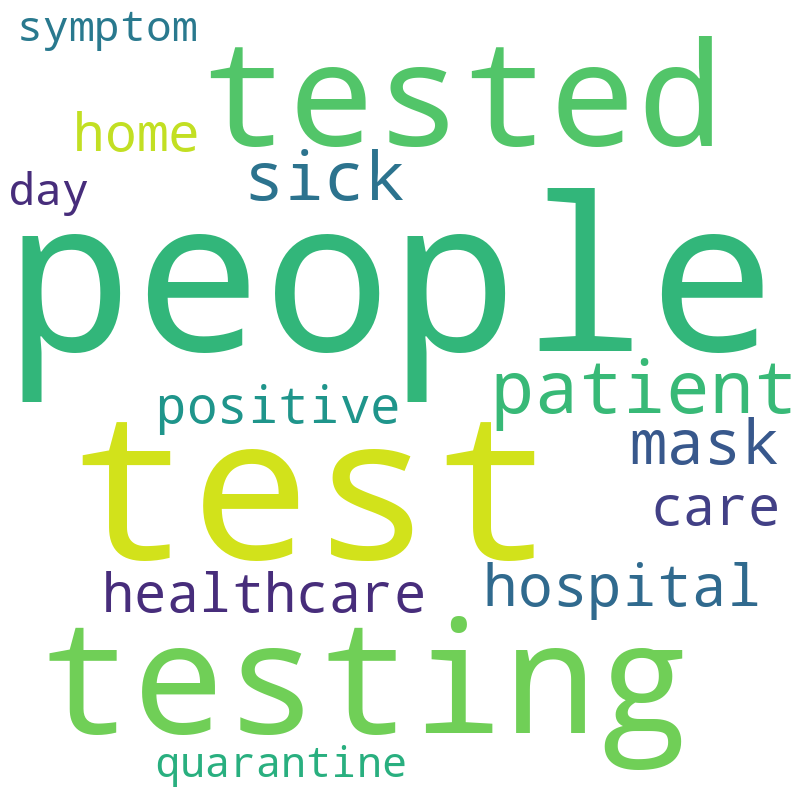 symptom
tested
home
sick
day
people
patient
positive
mask
test
care
hospital
healthcare
testing
quarantine